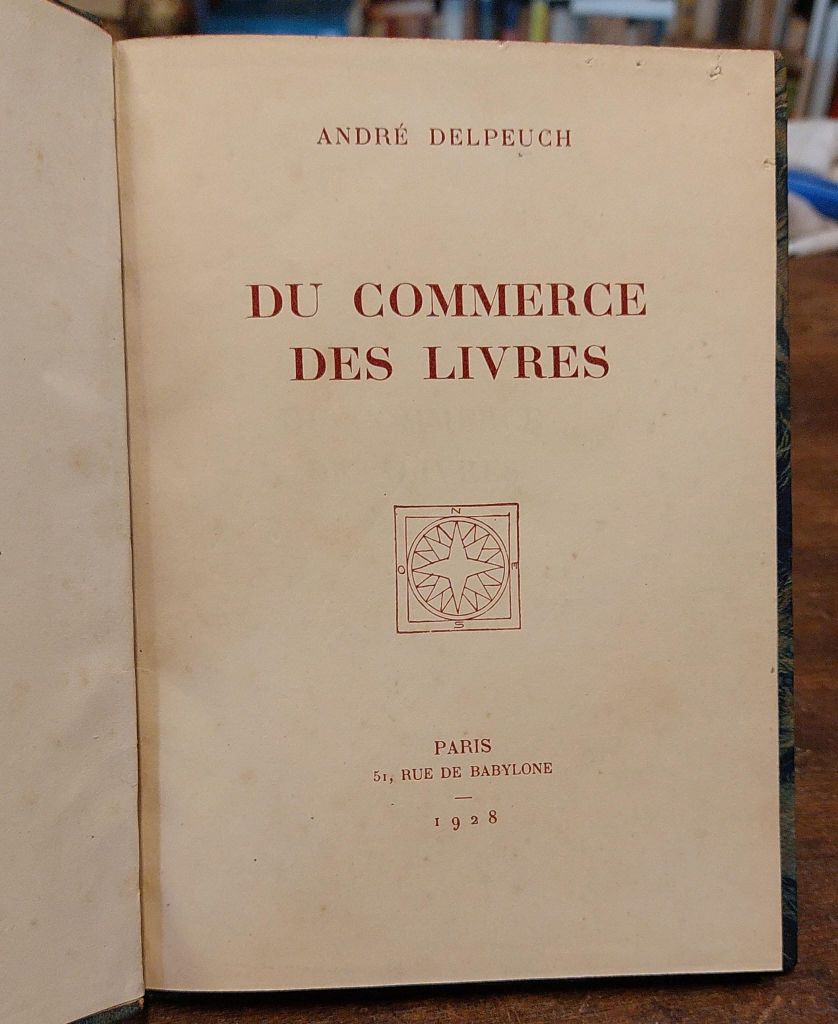 ANDRÉ DELPEUCH
DU COMMERCE
DES LIVRES
N
O
E
S
PARIS
51, RUE DE BABYLONE
1928